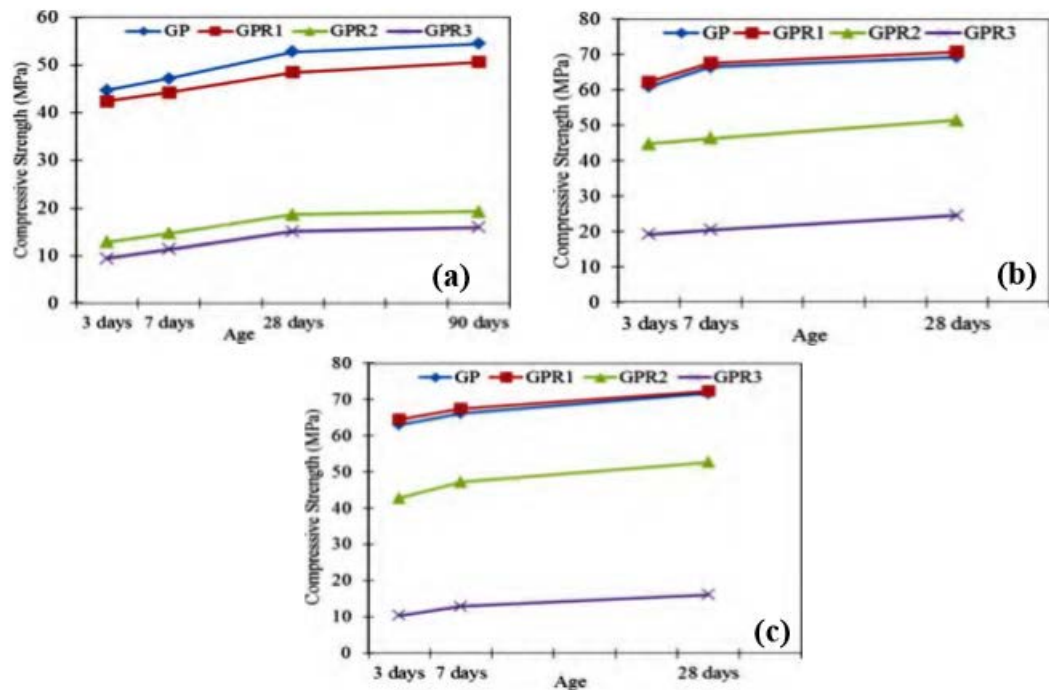 60
50
40
30
20
10
0
Compressive Strength (MPa)
GP GPR1 GPR2 GPR3
(a)
3 days 7 days 28 days 90 days
Age
80
70
60
50
40
30
20
10
0
Compressive Strength (MPa)
GP GPR1 GPR2 GPR3
(b)
3 days 7 days 28 days
Age
80
70
60
50
40
30
20
10
0
Compressive Strength (MPa)
GP GPR1 GPR2 GPR3
(c)
3 days 7 days 28 days
Age